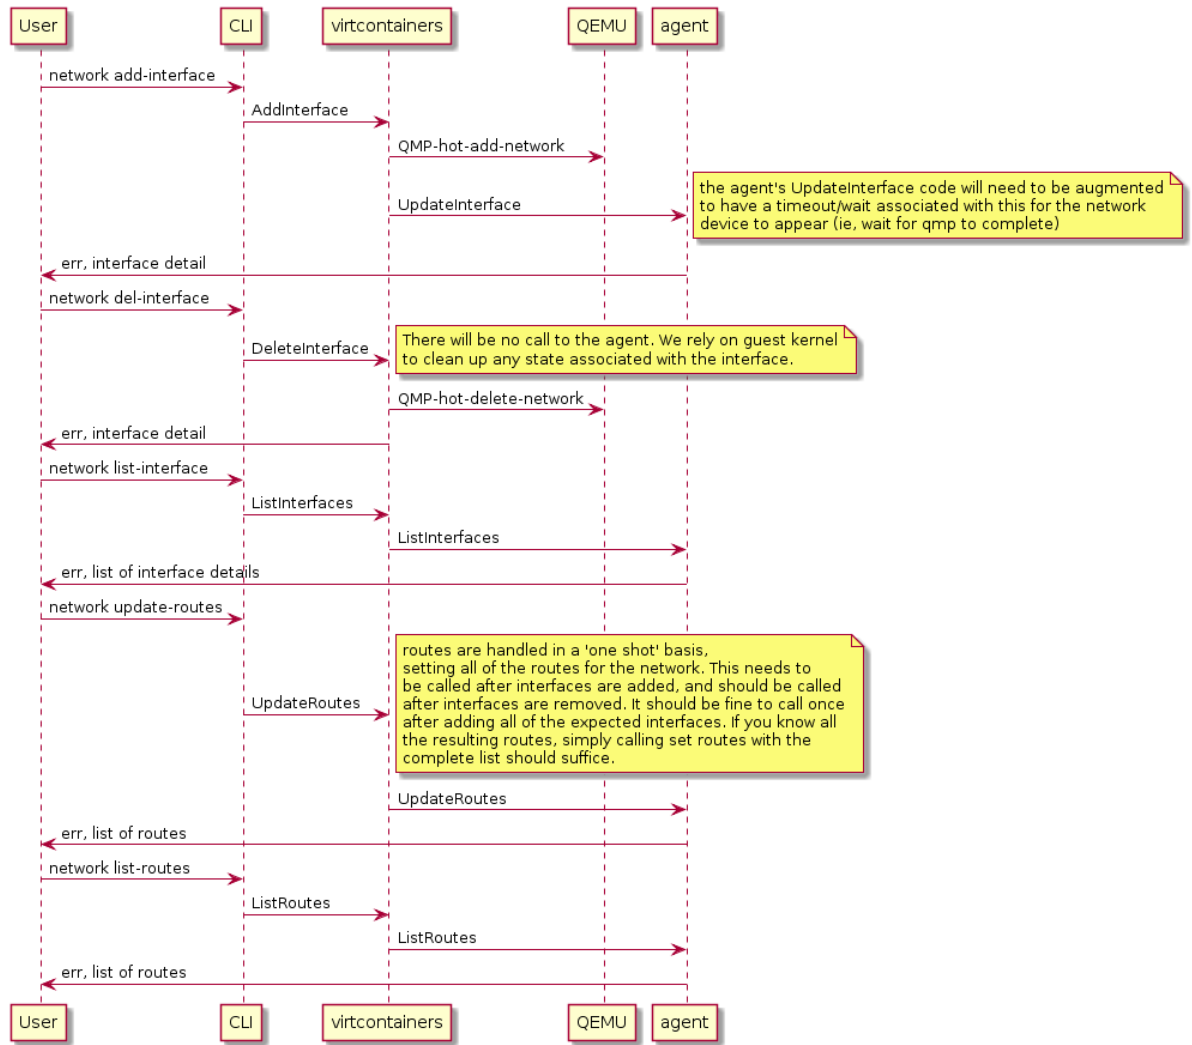 User
CLI
virtcontainers
QEMU
agent
network add-interface
AddInterface
QMP-hot-add-network
the agent's UpdateInterface code will need to be augmented
to have a timeout/wait associated with this for the network
device to appear (ie, wait for qmp to complete)
UpdateInterface
err, interface detail
network del-interface
There will be no call to the agent. We rely on guest kernel
to clean up any state associated with the interface.
DeleteInterface
QMP-hot-delete-network
err, interface detail
network list-interface
ListInterfaces
ListInterfaces
err, list of interface details
network update-routes
routes are handled in a 'one shot' basis,
setting all of the routes for the network. This needs to
be called after interfaces are added, and should be called
after interfaces are removed. It should be fine to call once
after adding all of the expected interfaces. If you know all
the resulting routes, simply calling set routes with the
complete list should suffice.
UpdateRoutes
UpdateRoutes
err, list of routes
network list-routes
ListRoutes
ListRoutes
err, list of routes
User
CLI
virtcontainers
QEMU
agent